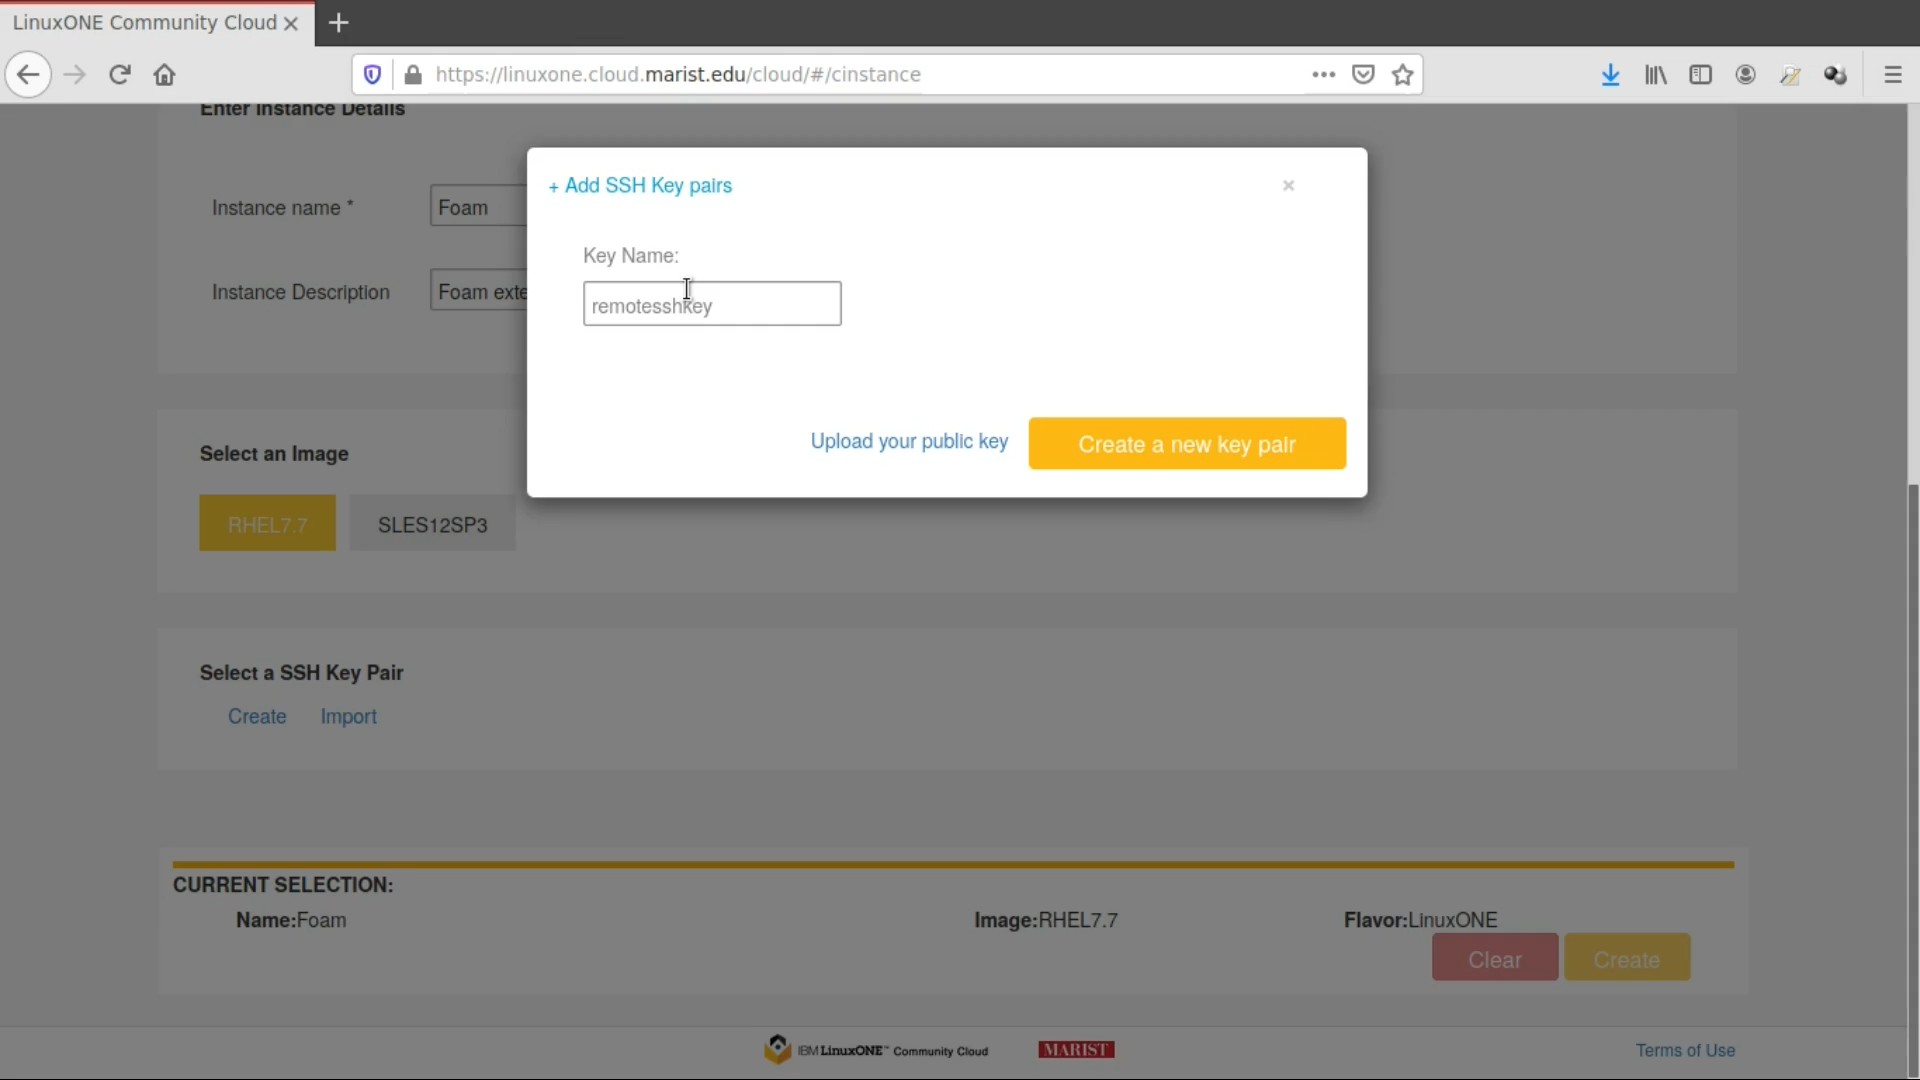 LinuxONE Community Cloud
https://linuxone.cloud.marist.edu/cloud/#/cinstance
Enter Instance Details
+ Add SSH Key pairs
×
Instance name * Foam
Key Name:
Instance Description Foam exte
remotesshkey
Upload your public key Create a new key pair
Select an Image
RHEL7.7 SLES12SP3
Select a SSH Key Pair
Create Import
CURRENT SELECTION:
Name:Foam Image:RHEL7.7 Flavor:LinuxONE
Clear Create
IBM LinuxONE™ Community Cloud MARIST Terms of Use